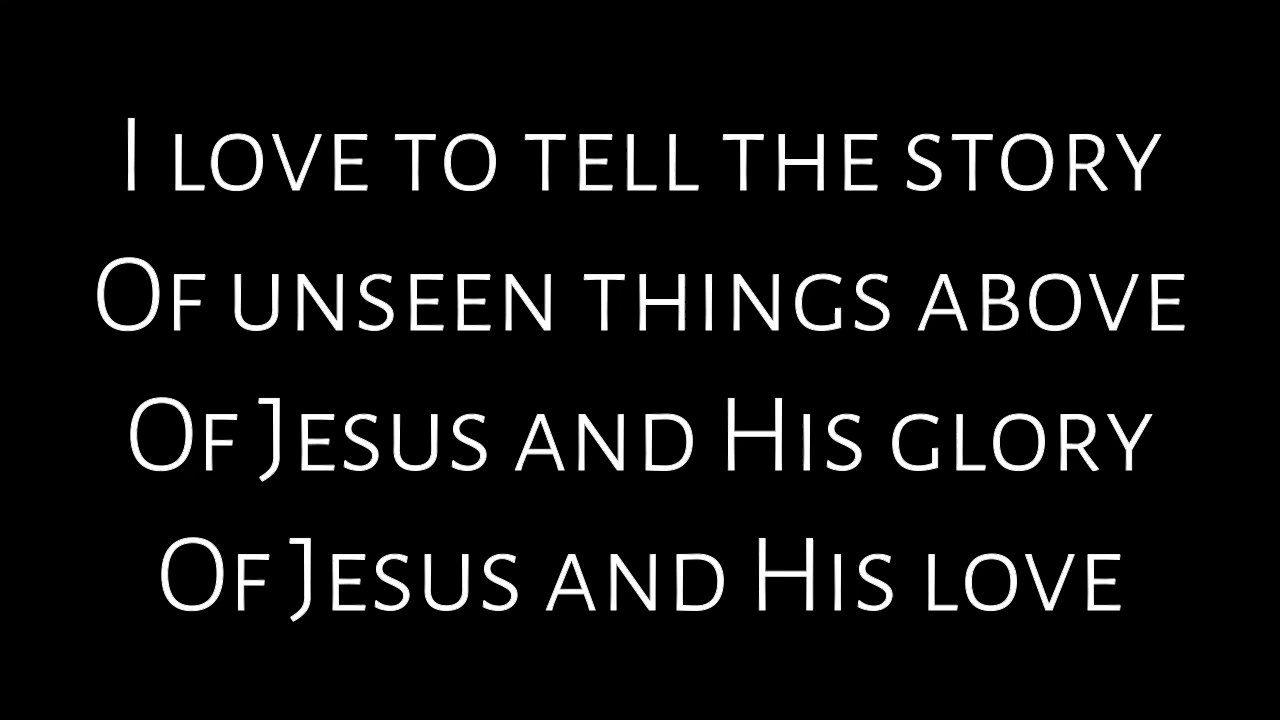 I love to tell the story
Of unseen things above
Of Jesus and His glory
Of Jesus and His love